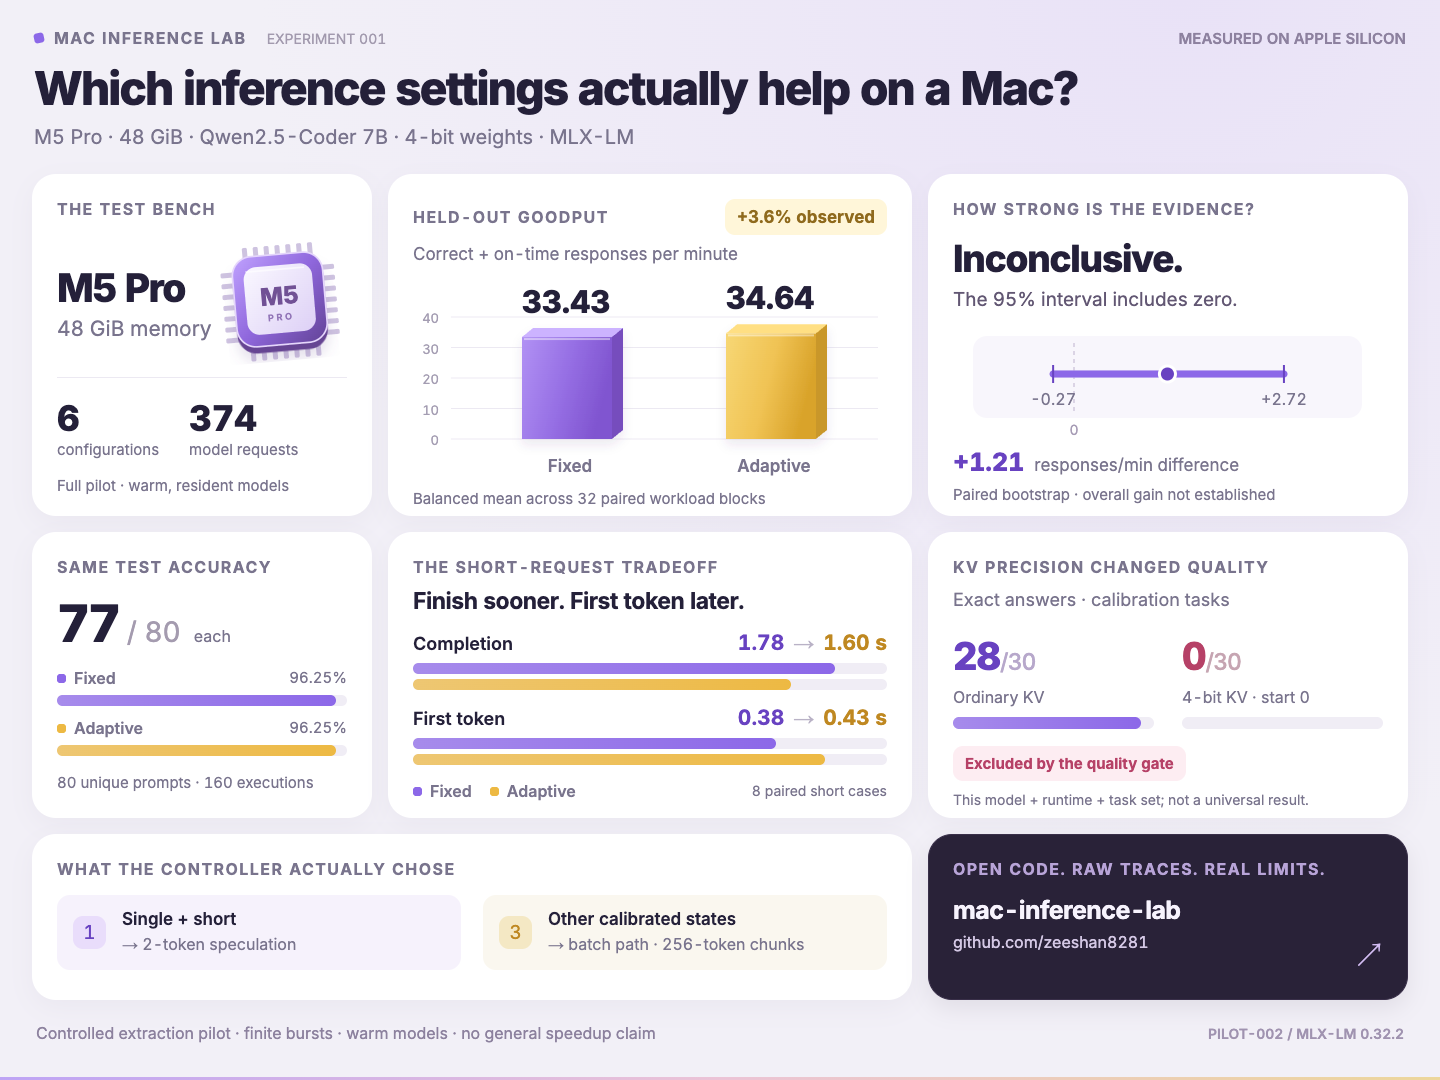 MAC INFERENCE LAB EXPERIMENT 001
MEASURED ON APPLE SILICON
Which inference settings actually help on a Mac?
M5 Pro · 48 GiB · Qwen2.5-Coder 7B · 4-bit weights · MLX-LM
THE TEST BENCH
M5 Pro
48 GiB memory
M5
PRO
6
configurations
374
model requests
Full pilot · warm, resident models
HELD-OUT GOODPUT
+3.6% observed
Correct + on-time responses per minute
33.43
34.64
40
30
20
10
0
Fixed
Adaptive
Balanced mean across 32 paired workload blocks
HOW STRONG IS THE EVIDENCE?
Inconclusive.
The 95% interval includes zero.
-0.27
+2.72
0
+1.21 responses/min difference
Paired bootstrap · overall gain not established
SAME TEST ACCURACY
77 / 80 each
Fixed 96.25%
Adaptive 96.25%
80 unique prompts · 160 executions
THE SHORT-REQUEST TRADEOFF
Finish sooner. First token later.
Completion 1.78 → 1.60 s
First token 0.38 → 0.43 s
Fixed Adaptive 8 paired short cases
KV PRECISION CHANGED QUALITY
Exact answers · calibration tasks
28/30
Ordinary KV
0/30
4-bit KV · start 0
Excluded by the quality gate
This model + runtime + task set; not a universal result.
WHAT THE CONTROLLER ACTUALLY CHOSE
1
Single + short
→ 2-token speculation
3
Other calibrated states
→ batch path · 256-token chunks
OPEN CODE. RAW TRACES. REAL LIMITS.
mac-inference-lab
github.com/zeeshan8281
↗
Controlled extraction pilot · finite bursts · warm models · no general speedup claim
PILOT-002 / MLX-LM 0.32.2